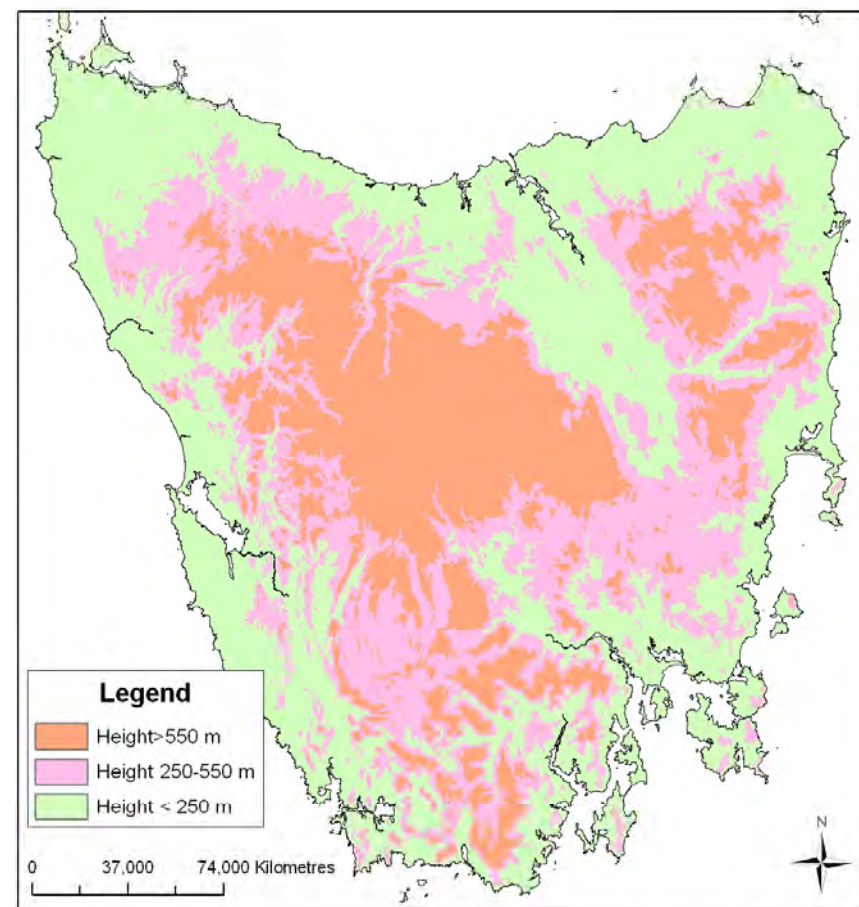 Legend
Height>550 m
Height 250-550 m
Height < 250 m
0 37,000 74,000 Kilometres
N